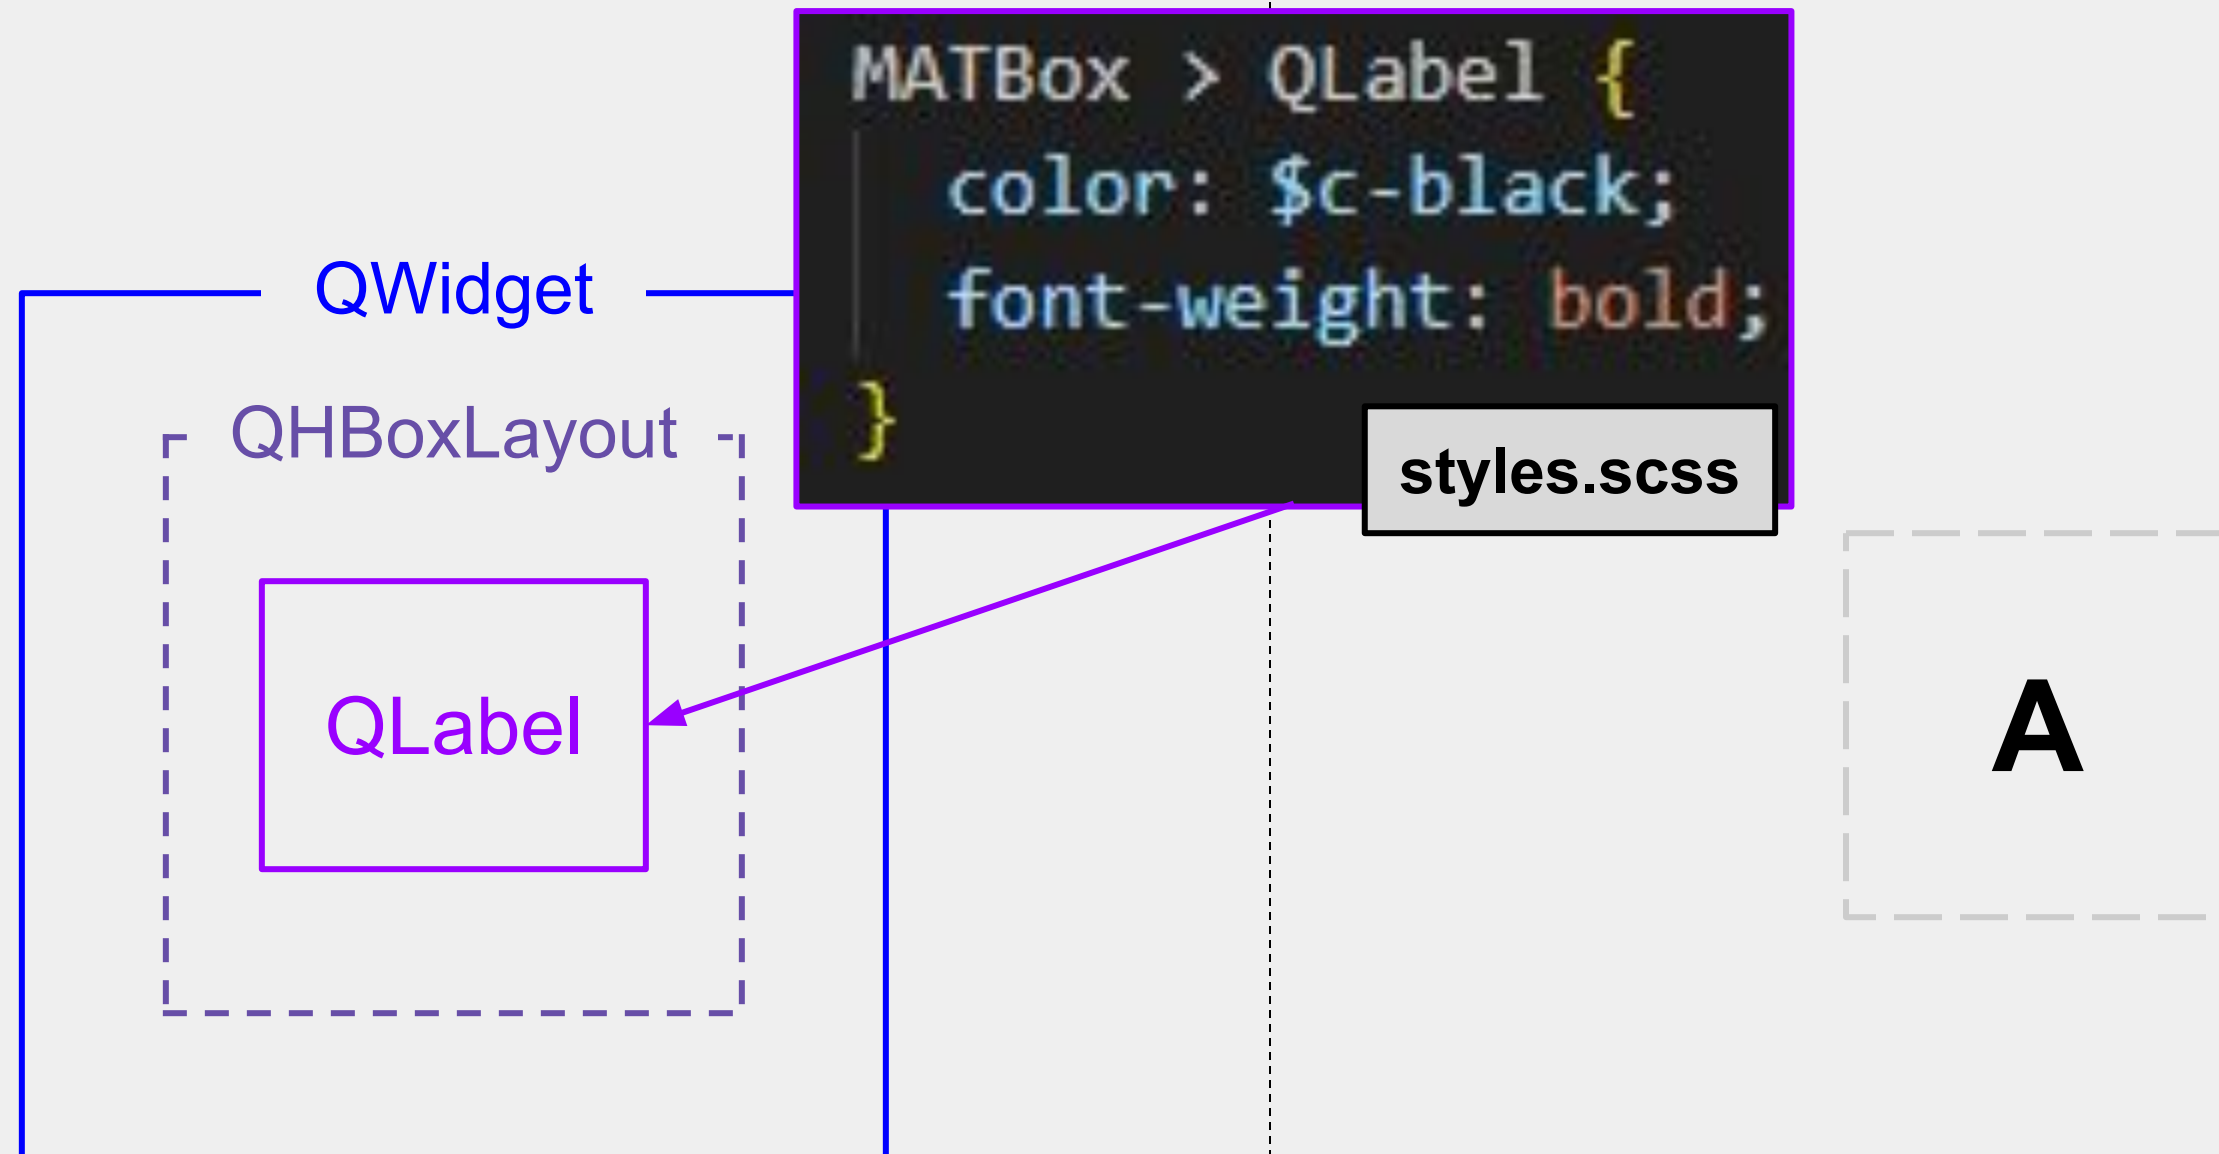 MATBox > QLabel {
color: $c-black;
font-weight: bold;
}
styles.scss
QWidget
QHBoxLayout
QLabel
A